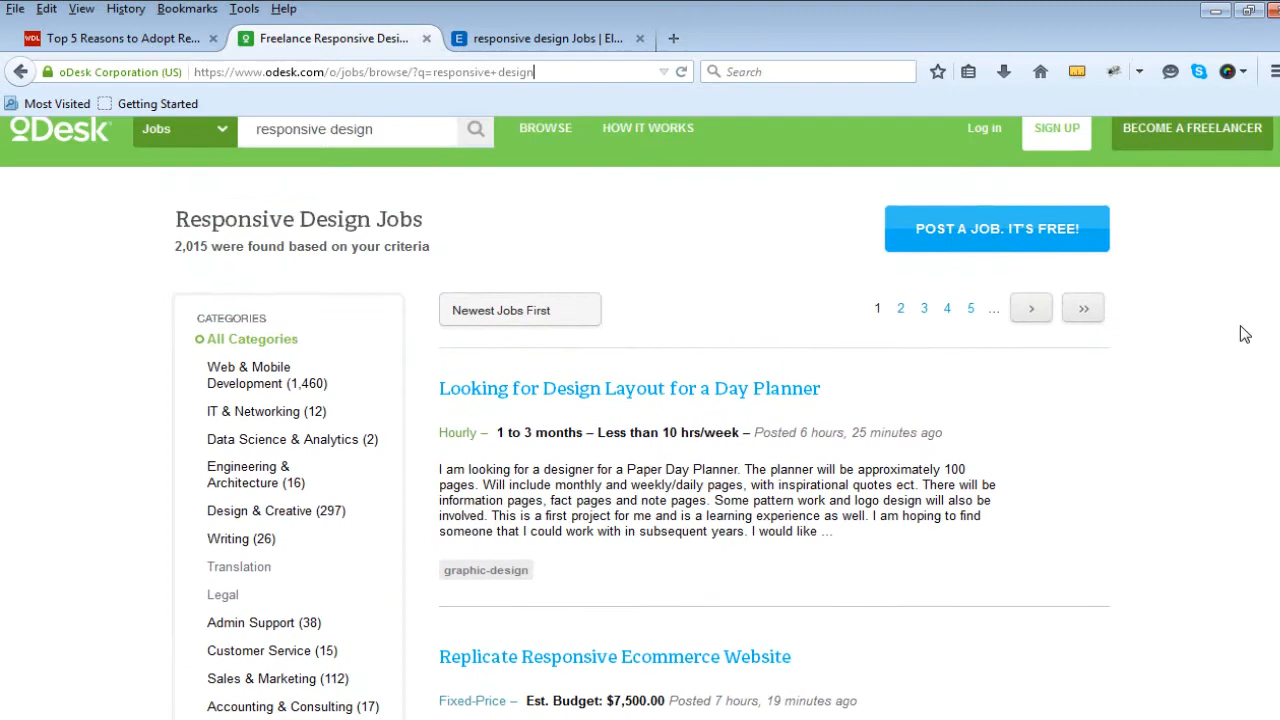 File Edit View History Bookmarks Tools Help
WDL Top 5 Reasons to Adopt Re... Freelance Responsive Desi... E responsive design Jobs | El...
oDesk Corporation (US) https://www.odesk.com/o/jobs/browse/?q=responsive+design Search
Most Visited Getting Started
oDesk Jobs responsive design BROWSE HOW IT WORKS Log in SIGN UP BECOME A FREELANCER
Responsive Design Jobs
2,015 were found based on your criteria
POST A JOB. IT'S FREE!
CATEGORIES
All Categories
Web & Mobile
Development (1,460)
IT & Networking (12)
Data Science & Analytics (2)
Engineering &
Architecture (16)
Design & Creative (297)
Writing (26)
Translation
Legal
Admin Support (38)
Customer Service (15)
Sales & Marketing (112)
Accounting & Consulting (17)
Newest Jobs First 1 2 3 4 5 ... › ››
Looking for Design Layout for a Day Planner
Hourly – 1 to 3 months – Less than 10 hrs/week – Posted 6 hours, 25 minutes ago
I am looking for a designer for a Paper Day Planner. The planner will be approximately 100
pages. Will include monthly and weekly/daily pages, with inspirational quotes ect. There will be
information pages, fact pages and note pages. Some pattern work and logo design will also be
involved. This is a first project for me and is a learning experience as well. I am hoping to find
someone that I could work with in subsequent years. I would like ...
graphic-design
Replicate Responsive Ecommerce Website
Fixed-Price – Est. Budget: $7,500.00 Posted 7 hours, 19 minutes ago